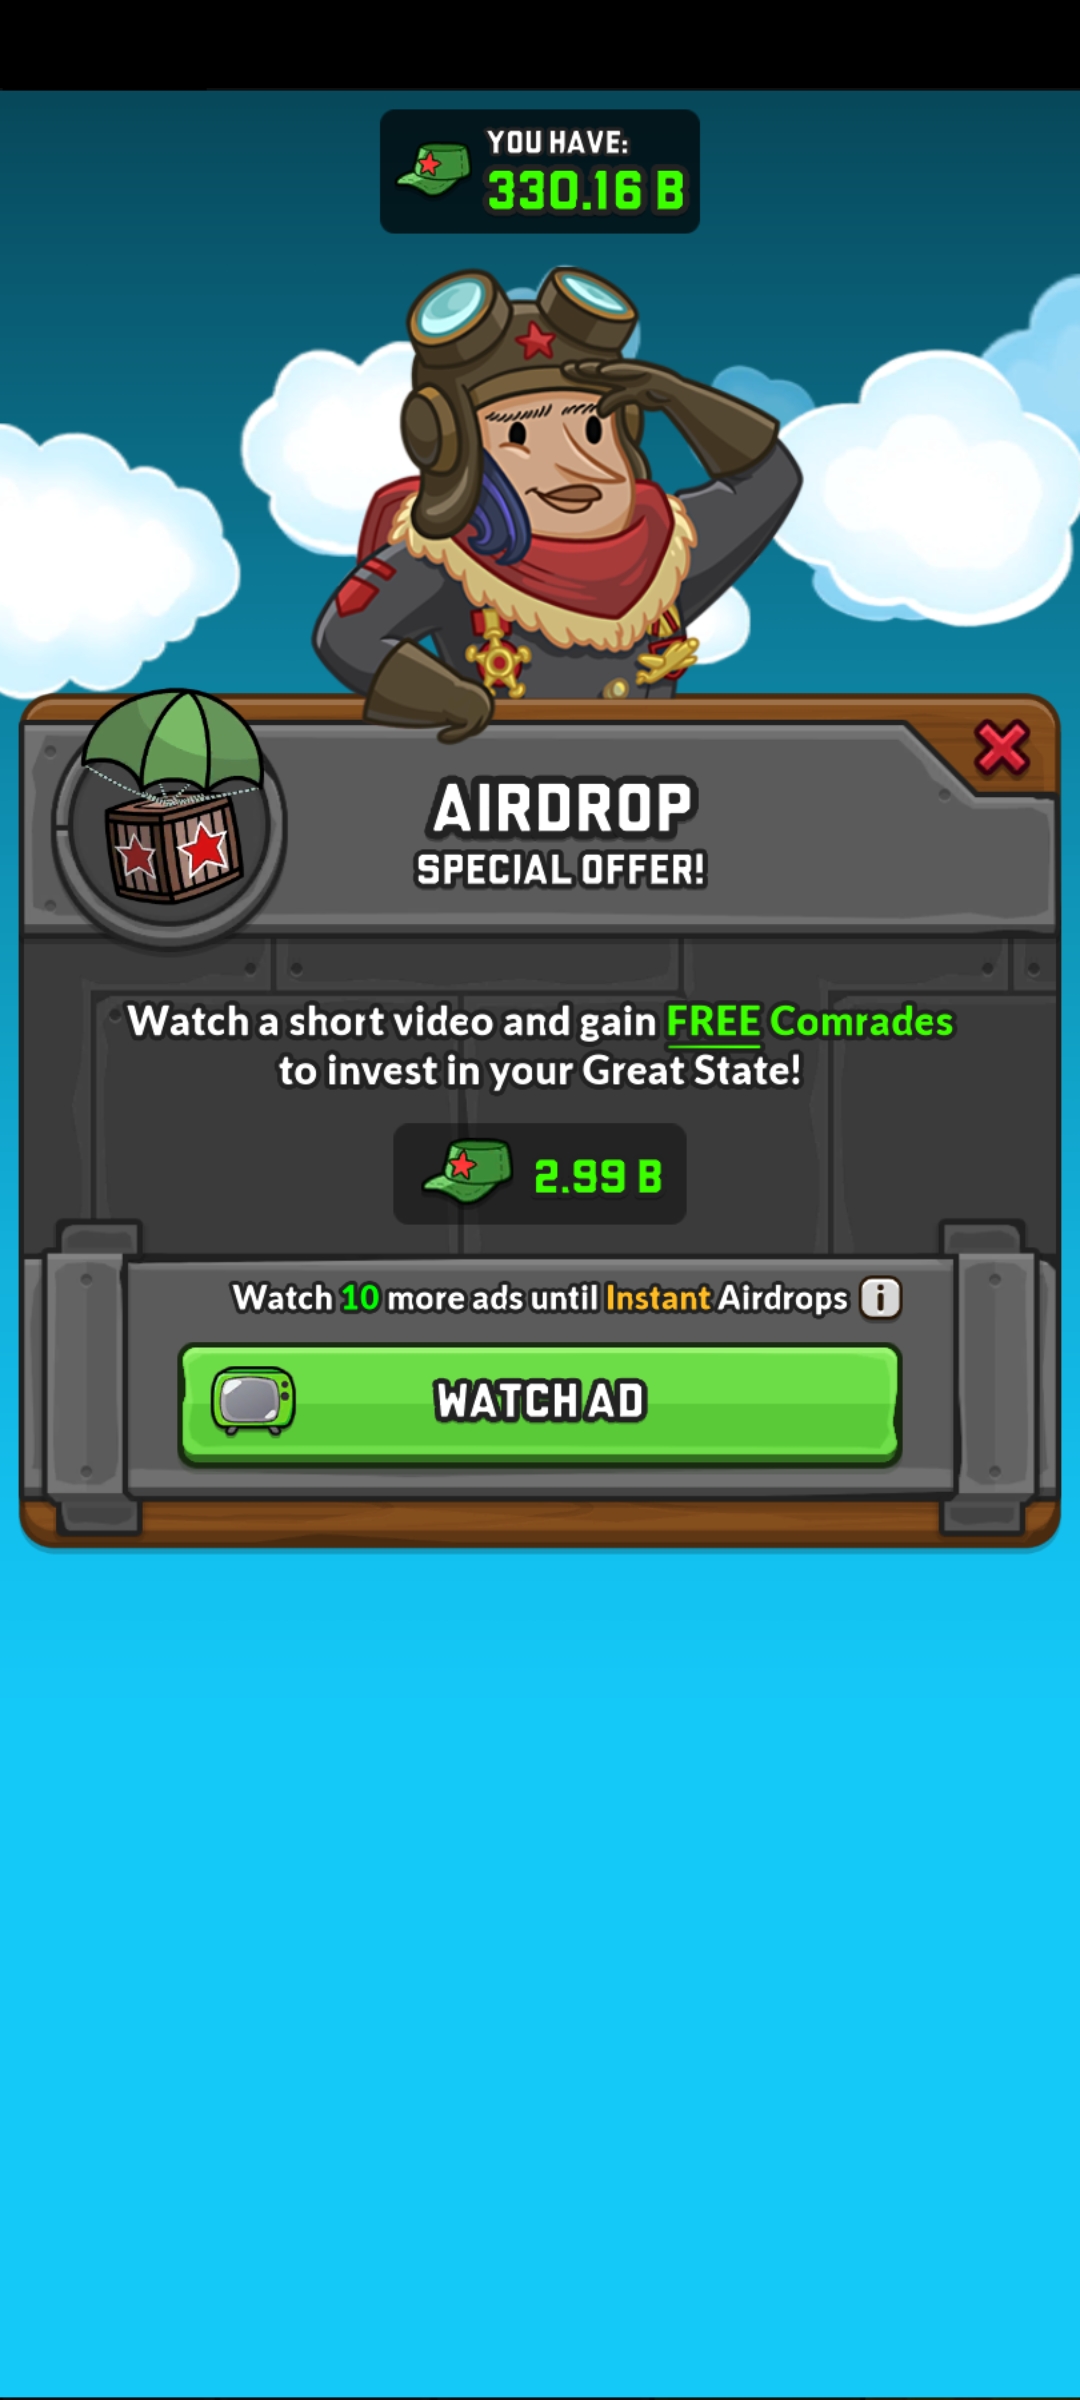 YOU HAVE:
330.16 B
AIRDROP
SPECIAL OFFER!
Watch a short video and gain FREE Comrades
to invest in your Great State!
2.99 B
Watch 10 more ads until Instant Airdrops i
WATCH AD